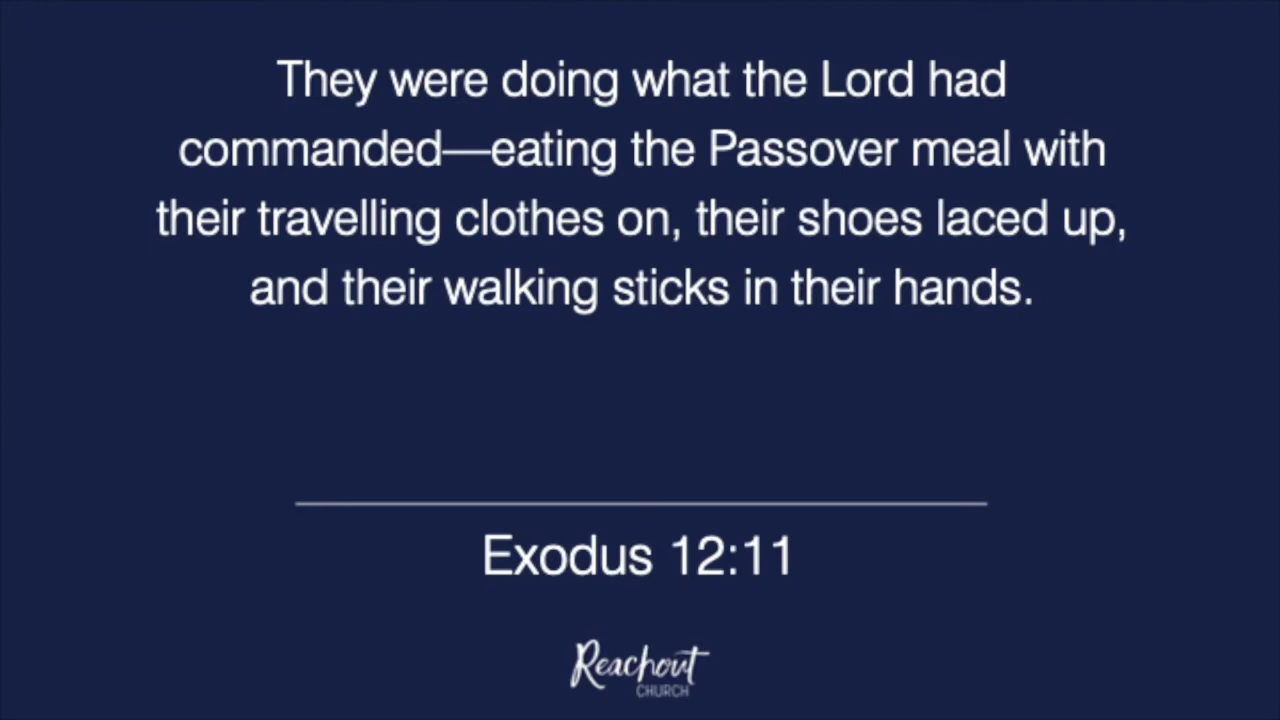 They were doing what the Lord had
commanded—eating the Passover meal with
their travelling clothes on, their shoes laced up,
and their walking sticks in their hands.
Exodus 12:11
Reachout
CHURCH